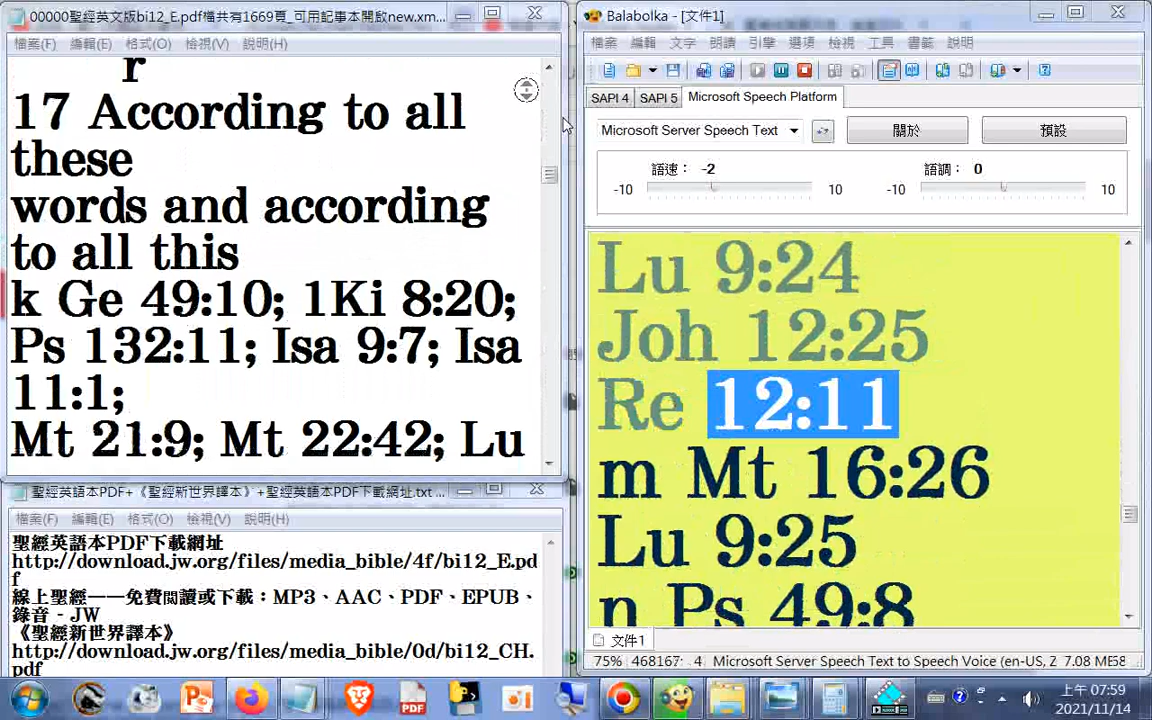 00000聖經英文版bi12_E.pdf檔共有1669頁_可用記事本開啟new.xm...
檔案(F) 編輯(E) 格式(O) 檢視(V) 說明(H)
r
17 According to all
these
words and according
to all this
k Ge 49:10; 1Ki 8:20;
Ps 132:11; Isa 9:7; Isa
11:1;
Mt 21:9; Mt 22:42; Lu
聖經英語本PDF+《聖經新世界譯本》+聖經英語本PDF下載網址.txt ...
檔案(F) 編輯(E) 格式(O) 檢視(V) 說明(H)
聖經英語本PDF下載網址
http://download.jw.org/files/media_bible/4f/bi12_E.pd
f
線上聖經——免費閱讀或下載：MP3、AAC、PDF、EPUB、
錄音 - JW
《聖經新世界譯本》
http://download.jw.org/files/media_bible/0d/bi12_CH.
pdf
Balabolka - [文件1]
檔案 編輯 文字 朗讀 引擎 選項 檢視 工具 書籤 說明
SAPI 4 SAPI 5 Microsoft Speech Platform
Microsoft Server Speech Text 關於 預設
語速： -2 語調： 0
-10 10 -10 10
Lu 9:24
Joh 12:25
Re 12:11
m Mt 16:26
Lu 9:25
n Ps 49:8
文件1
75% 468167: 4 Microsoft Server Speech Text to Speech Voice (en-US, Z 7.08 ME58
上午 07:59
2021/11/14